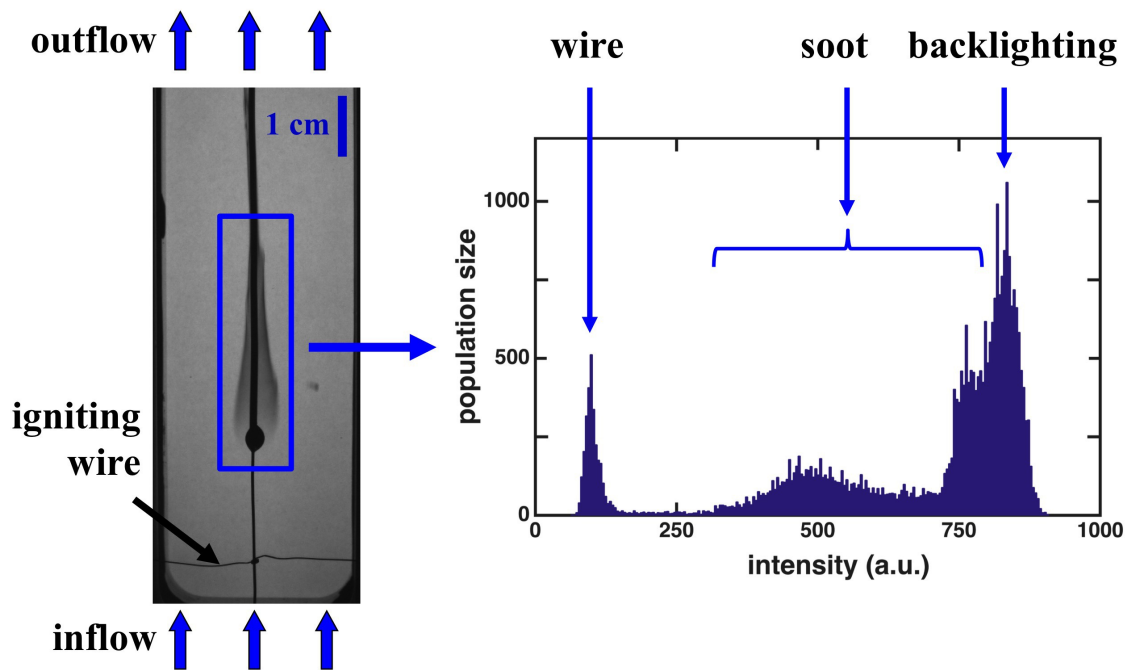 outflow
1 cm
igniting
wire
inflow
wire
soot
backlighting
population size
1000
500
0
0
250
500
750
1000
intensity (a.u.)